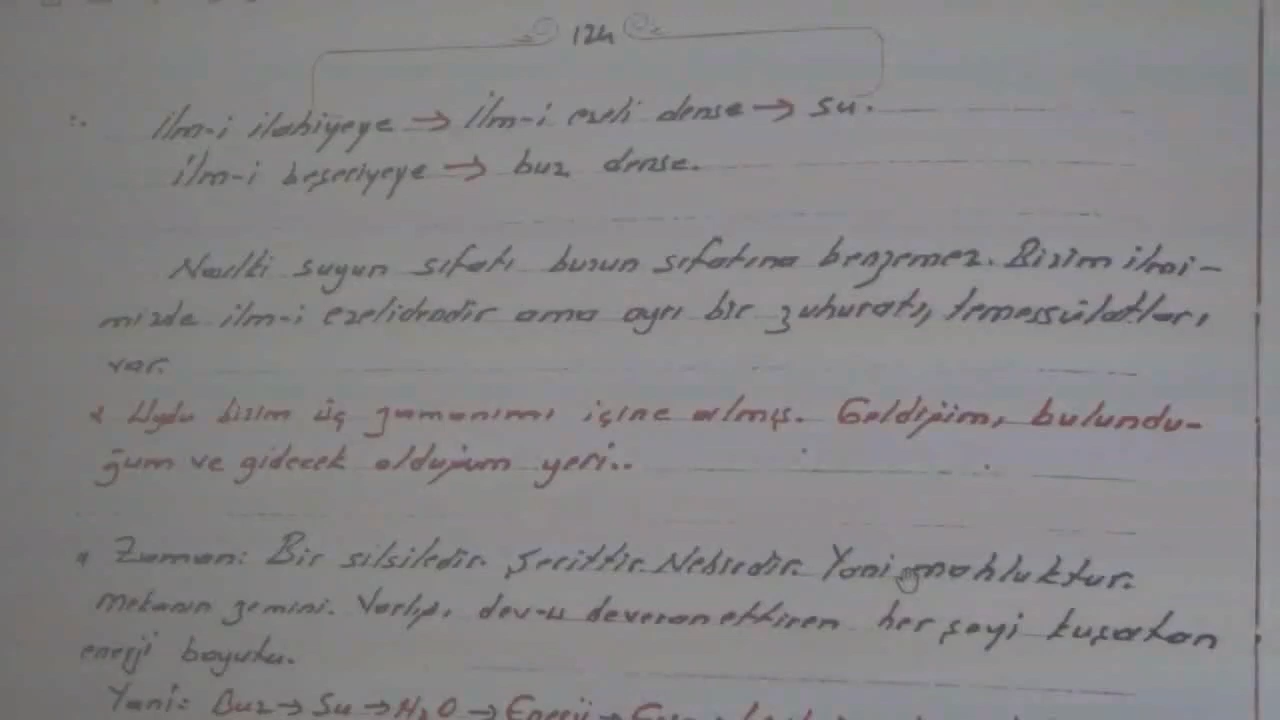 124
:. İlm-i ilahiyeye → İlm-i ezeli dense → su.
İlm-i beşeriyeye → buz dense.
Nasılki suyun sıfatı buzun sıfatına benzemez. Bizim ilmi-
mizde ilm-i ezelidendir ama ayrı bir zuhuratı, temessülatları
var.
* Uydu bizim üç zamanımı içine almış. Geldiğim, bulundu-
ğum ve gidecek olduğum yeri..
* Zaman: Bir silsiledir. Şerittir. Nehirdir. Yani mahluktur.
Mekanın zemini. Varlığı, dev-u deveran ettiren her şeyi kuşatan
enerji boyutu.
Yani: Buz → Su → H2O → Enerji →